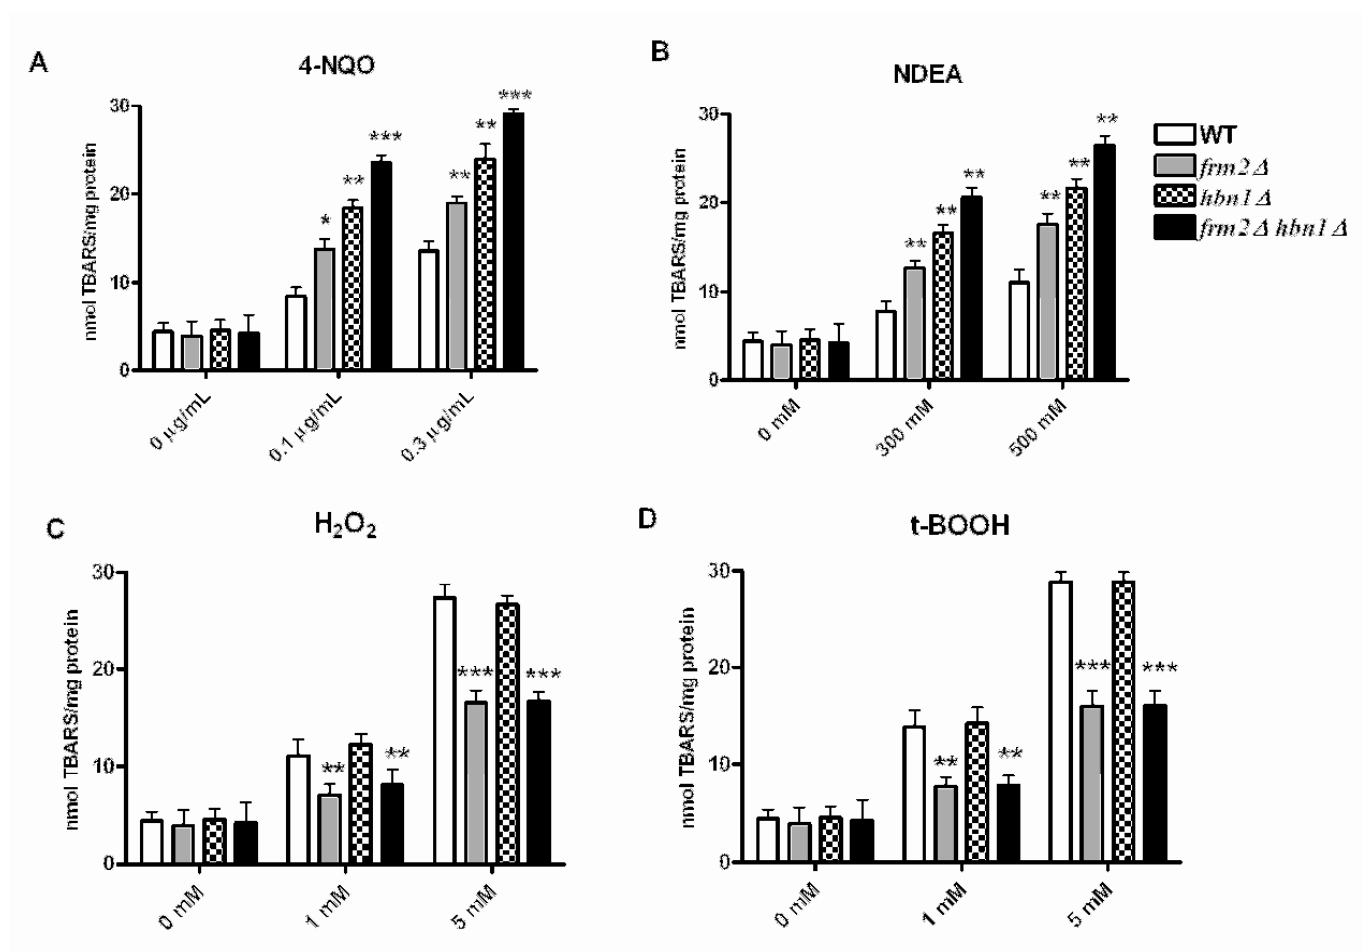 A
4-NQO
nmol TBARS/mg protein
30
20
10
0
* ** ***
** ** ***
0 µg/mL
0.1 µg/mL
0.3 µg/mL
B
NDEA
nmol TBARS/mg protein
30
20
10
0
** ** **
** ** **
0 mM
300 mM
500 mM
WT
frm2Δ
hbn1Δ
frm2Δ hbn1Δ
C
H₂O₂
nmol TBARS/mg protein
30
20
10
0
** **
*** ***
0 mM
1 mM
5 mM
D
t-BOOH
nmol TBARS/mg protein
30
20
10
0
** **
*** ***
0 mM
1 mM
5 mM